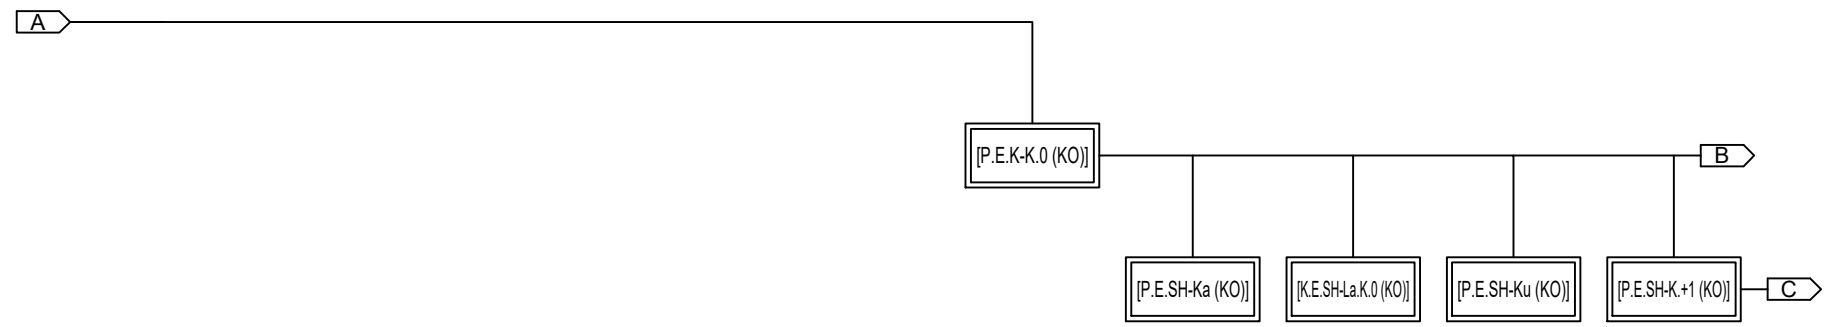 A
[P.E.K-K.0 (KO)]
B
[P.E.SH-Ka (KO)]
[K.E.SH-La.K.0 (KO)]
[P.E.SH-Ku (KO)]
[P.E.SH-K.+1 (KO)]
C